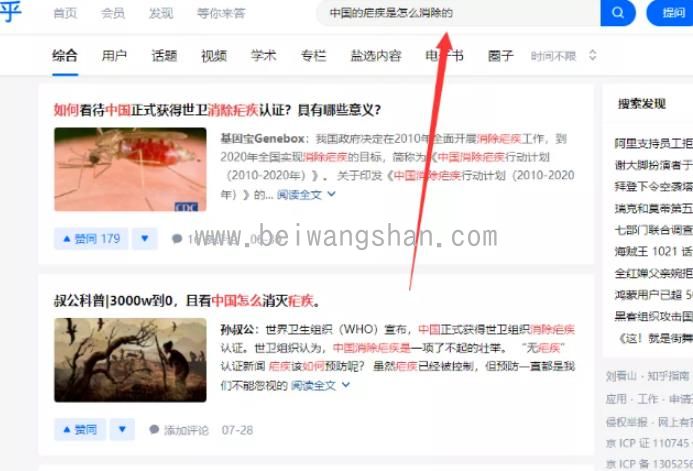 乎 首页 会员 发现 等你来答 中国的疟疾是怎么消除的 提问
综合 用户 话题 视频 学术 专栏 盐选内容 电子书 圈子 时间不限
如何看待中国正式获得世卫消除疟疾认证？具有哪些意义？
基因宝Genebox：我国政府决定在2010年全面开展消除疟疾工作，到
2020年全国实现消除疟疾的目标，简称为《中国消除疟疾行动计划
（2010-2020年）》。 关于印发《中国消除疟疾行动计划（2010-2020
年）》的... 阅读全文
CDC
赞同 179
www.beiwangshan.com
叔公科普|3000w到0，且看中国怎么消灭疟疾。
孙叔公：世界卫生组织（WHO）宣布，中国正式获得世卫组织消除疟疾
认证。世卫组织认为，中国消除疟疾是一项了不起的壮举。 “无疟疾”
认证新闻 疟疾该如何预防呢？ 虽然疟疾已经被控制，但预防一直都是我
们不能忽视的 阅读全文
赞同 添加评论 07-28
搜索发现
阿里支持员工拒
谢大脚扮演者于
拜登下令空袭
瑞克和莫蒂第五
七部门联合调查
海贼王 1021 话
全红婵父亲婉拒
鸿蒙用户已超 50
黑客组织攻击国
《这！就是街舞
刘看山 · 知乎指南
应用 · 工作 · 申请
侵权举报 · 网上有害
京 ICP 证 110745
京 ICP 备 1305256